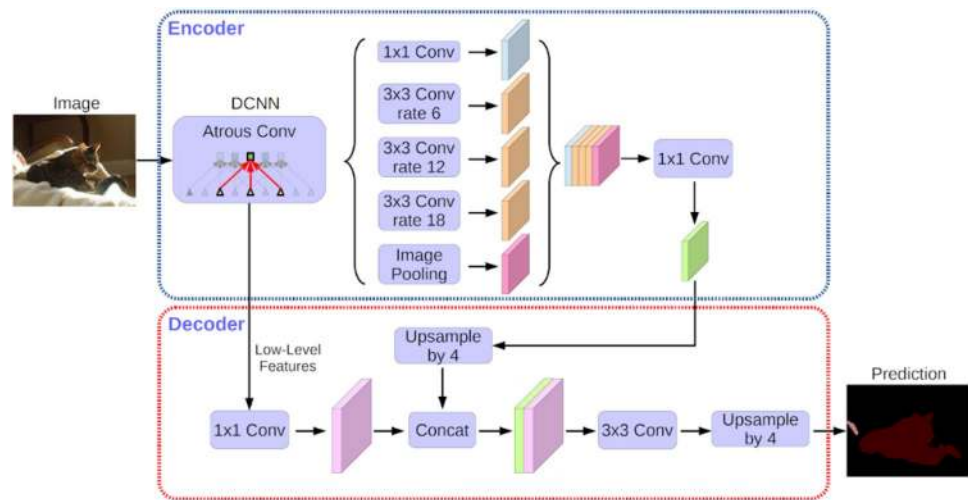 Encoder
Image
DCNN
Atrous Conv
1x1 Conv
3x3 Conv
rate 6
3x3 Conv
rate 12
3x3 Conv
rate 18
Image
Pooling
1x1 Conv
Decoder
Low-Level
Features
Upsample
by 4
1x1 Conv
Concat
3x3 Conv
Upsample
by 4
Prediction